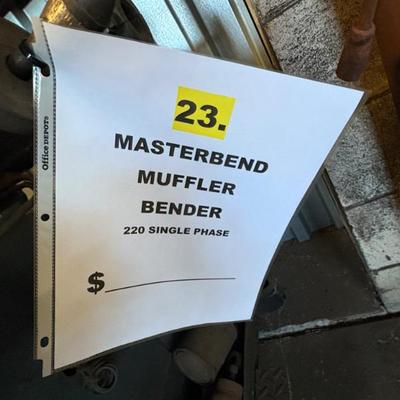 Office DEPOT®
23.
MASTERBEND
MUFFLER
BENDER
220 SINGLE PHASE
$